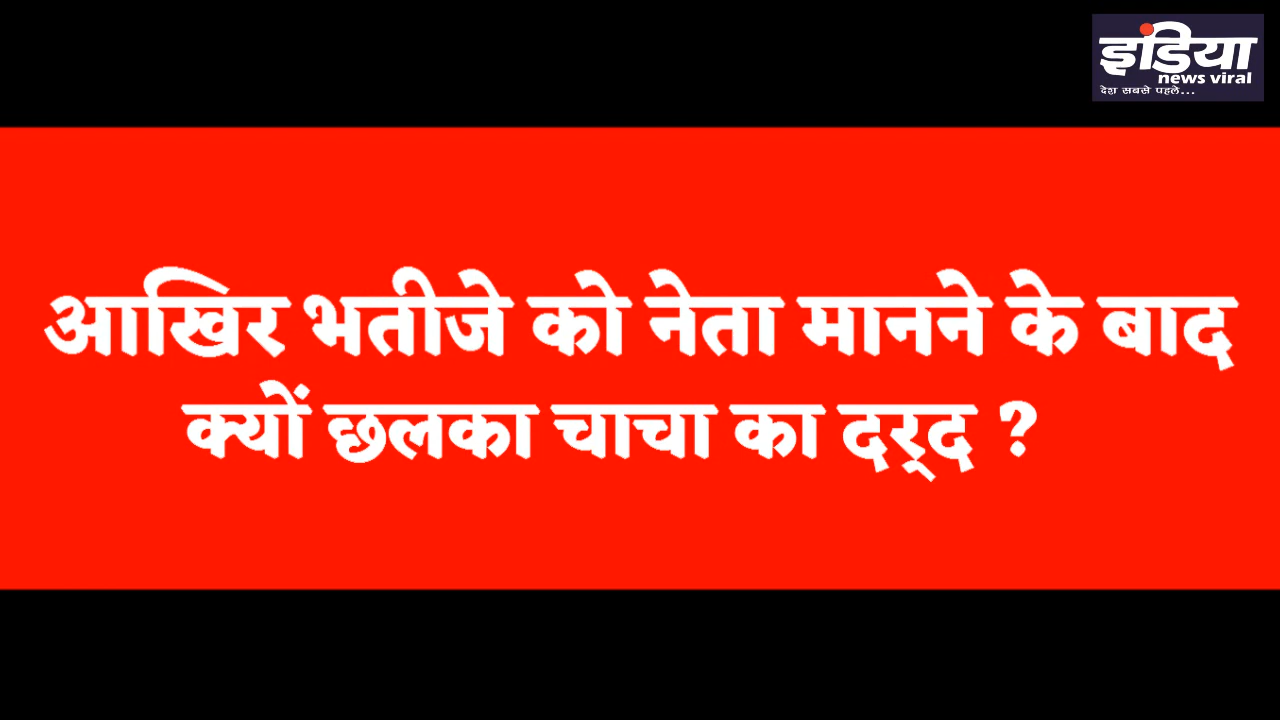 इंडिया
news viral
देश सबसे पहले...
आखिर भतीजे को नेता मानने के बाद
क्यों छलका चाचा का दर्द ?